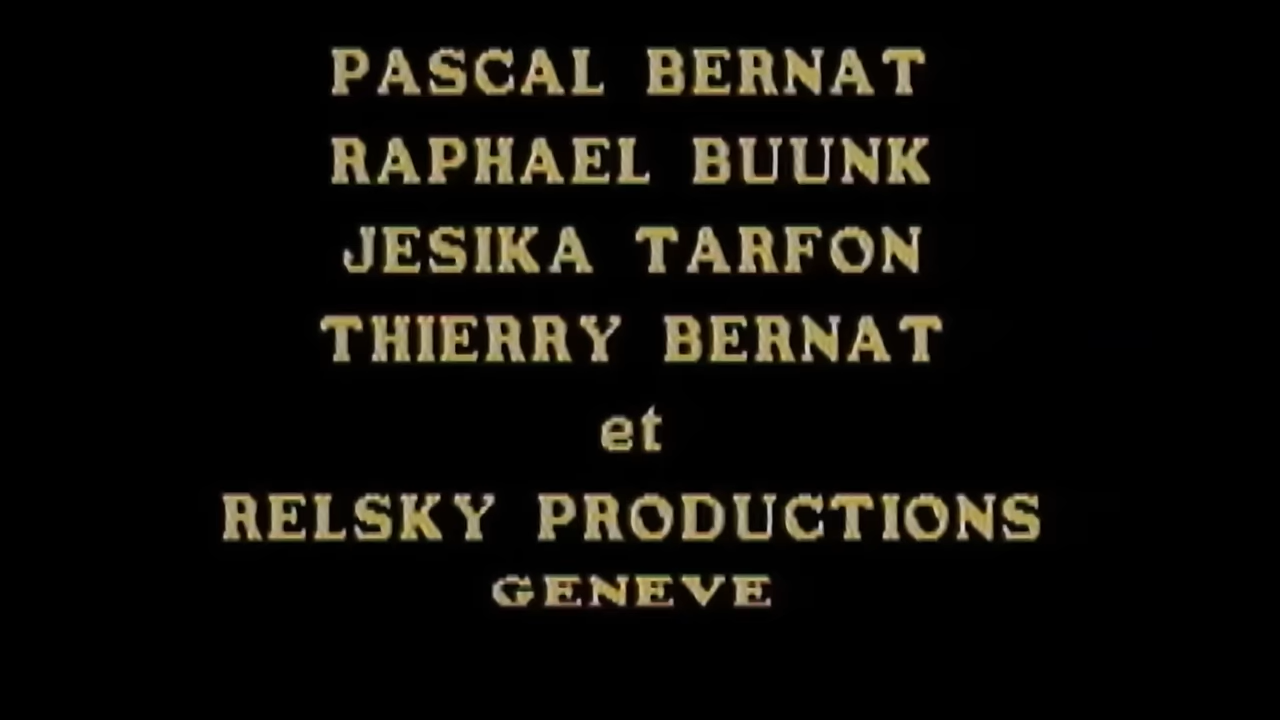 PASCAL BERNAT
RAPHAEL BUUNK
JESIKA TARFON
THIERRY BERNAT
et
RELSKY PRODUCTIONS
GENEVE